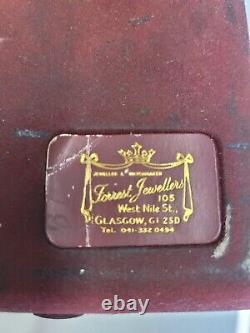 JEWELLER & WATCHMAKER
Forrest Jewellers
105
West Nile St.,
GLASGOW, G1 2SD
TEL. 041-332 0494